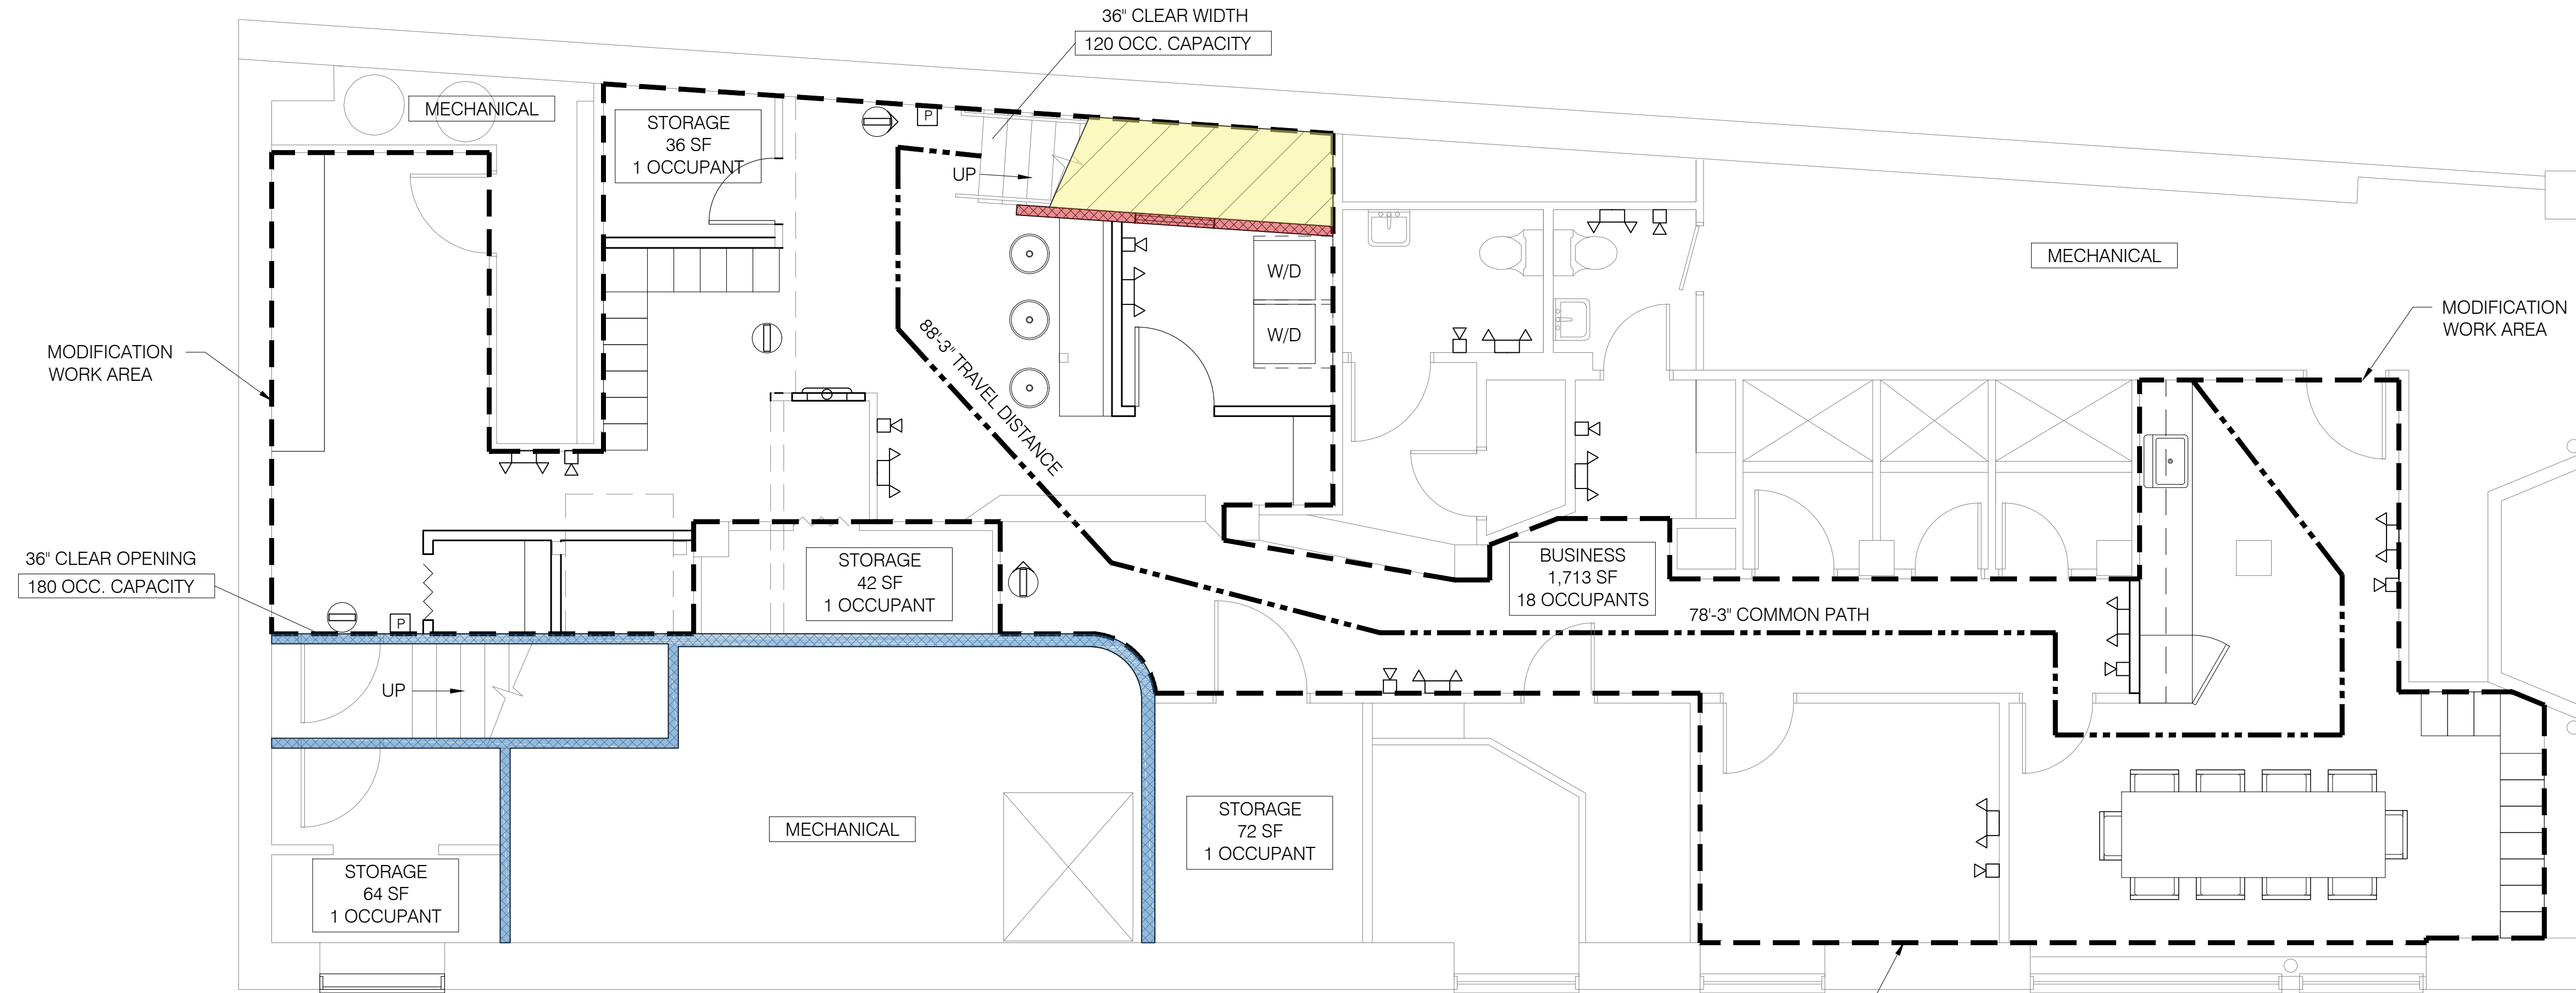 36" CLEAR WIDTH
120 OCC. CAPACITY
MECHANICAL
STORAGE
36 SF
1 OCCUPANT
P
UP
W/D
W/D
MECHANICAL
MODIFICATION
WORK AREA
MODIFICATION
WORK AREA
88'-3" TRAVEL DISTANCE
36" CLEAR OPENING
180 OCC. CAPACITY
STORAGE
42 SF
1 OCCUPANT
BUSINESS
1,713 SF
18 OCCUPANTS
78'-3" COMMON PATH
P
UP
MECHANICAL
STORAGE
72 SF
1 OCCUPANT
STORAGE
64 SF
1 OCCUPANT